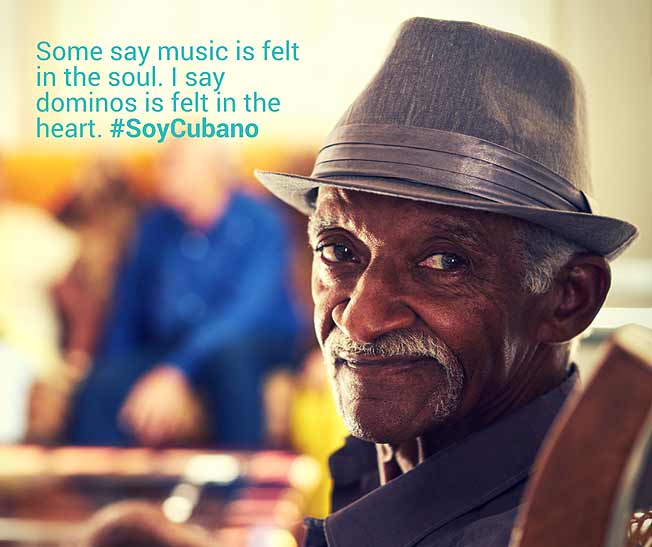 Some say music is felt
in the soul. I say
dominos is felt in the
heart. #SoyCubano